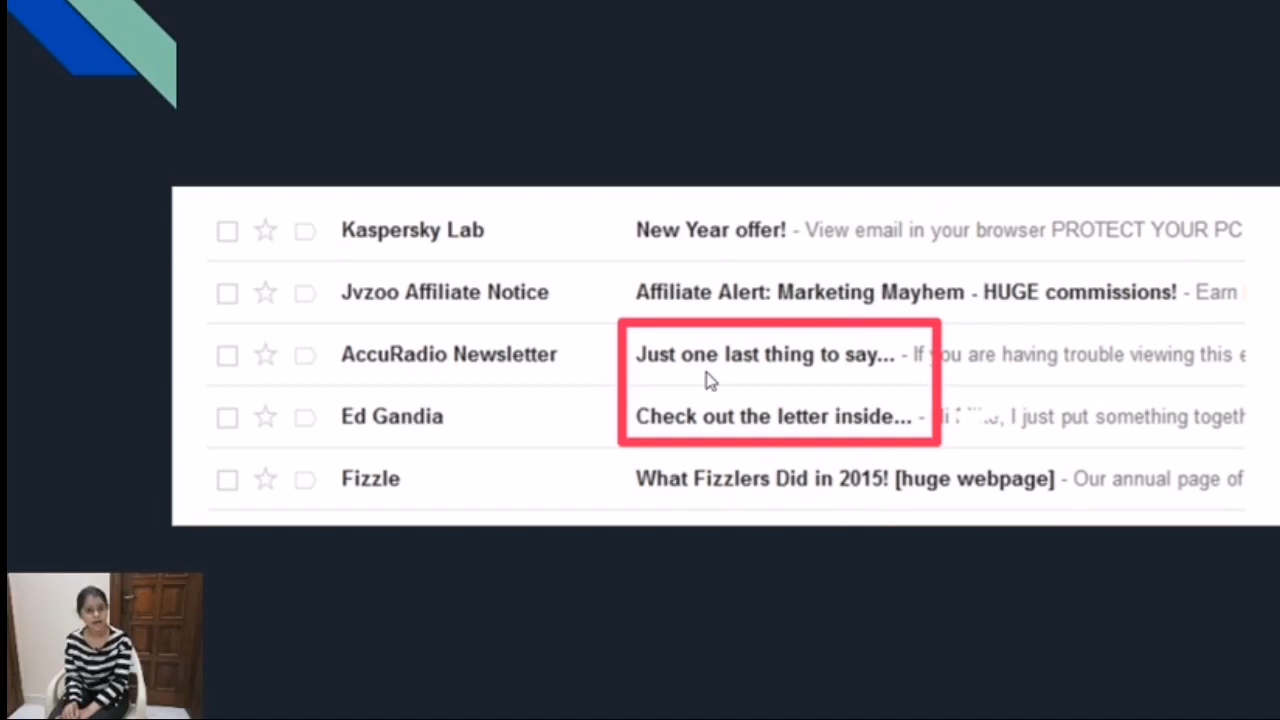 Kaspersky Lab New Year offer! - View email in your browser PROTECT YOUR PC
Jvzoo Affiliate Notice Affiliate Alert: Marketing Mayhem - HUGE commissions! - Earn
AccuRadio Newsletter Just one last thing to say... - If you are having trouble viewing this e
Ed Gandia Check out the letter inside... - I just put something togeth
Fizzle What Fizzlers Did in 2015! [huge webpage] - Our annual page of